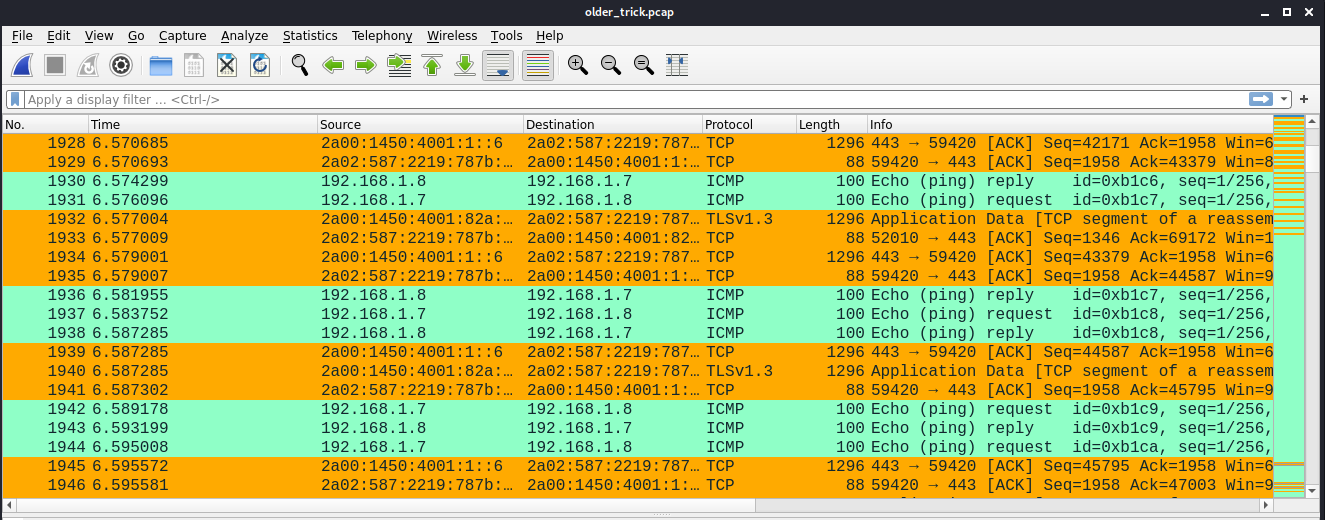 older_trick.pcap
File Edit View Go Capture Analyze Statistics Telephony Wireless Tools Help
Apply a display filter … <Ctrl-/>
No. Time Source Destination Protocol Length Info
1928 6.570685 2a00:1450:4001:1::6 2a02:587:2219:787… TCP 1296 443 → 59420 [ACK] Seq=42171 Ack=1958 Win=6
1929 6.570693 2a02:587:2219:787b:… 2a00:1450:4001:1:… TCP 88 59420 → 443 [ACK] Seq=1958 Ack=43379 Win=8
1930 6.574299 192.168.1.8 192.168.1.7 ICMP 100 Echo (ping) reply id=0xb1c6, seq=1/256,
1931 6.576096 192.168.1.7 192.168.1.8 ICMP 100 Echo (ping) request id=0xb1c7, seq=1/256,
1932 6.577004 2a00:1450:4001:82a:… 2a02:587:2219:787… TLSv1.3 1296 Application Data [TCP segment of a reassem
1933 6.577009 2a02:587:2219:787b:… 2a00:1450:4001:82… TCP 88 52010 → 443 [ACK] Seq=1346 Ack=69172 Win=1
1934 6.579001 2a00:1450:4001:1::6 2a02:587:2219:787… TCP 1296 443 → 59420 [ACK] Seq=43379 Ack=1958 Win=6
1935 6.579007 2a02:587:2219:787b:… 2a00:1450:4001:1:… TCP 88 59420 → 443 [ACK] Seq=1958 Ack=44587 Win=9
1936 6.581955 192.168.1.8 192.168.1.7 ICMP 100 Echo (ping) reply id=0xb1c7, seq=1/256,
1937 6.583752 192.168.1.7 192.168.1.8 ICMP 100 Echo (ping) request id=0xb1c8, seq=1/256,
1938 6.587285 192.168.1.8 192.168.1.7 ICMP 100 Echo (ping) reply id=0xb1c8, seq=1/256,
1939 6.587285 2a00:1450:4001:1::6 2a02:587:2219:787… TCP 1296 443 → 59420 [ACK] Seq=44587 Ack=1958 Win=6
1940 6.587285 2a00:1450:4001:82a:… 2a02:587:2219:787… TLSv1.3 1296 Application Data [TCP segment of a reassem
1941 6.587302 2a02:587:2219:787b:… 2a00:1450:4001:1:… TCP 88 59420 → 443 [ACK] Seq=1958 Ack=45795 Win=9
1942 6.589178 192.168.1.7 192.168.1.8 ICMP 100 Echo (ping) request id=0xb1c9, seq=1/256,
1943 6.593199 192.168.1.8 192.168.1.7 ICMP 100 Echo (ping) reply id=0xb1c9, seq=1/256,
1944 6.595008 192.168.1.7 192.168.1.8 ICMP 100 Echo (ping) request id=0xb1ca, seq=1/256,
1945 6.595572 2a00:1450:4001:1::6 2a02:587:2219:787… TCP 1296 443 → 59420 [ACK] Seq=45795 Ack=1958 Win=6
1946 6.595581 2a02:587:2219:787b:… 2a00:1450:4001:1:… TCP 88 59420 → 443 [ACK] Seq=1958 Ack=47003 Win=9